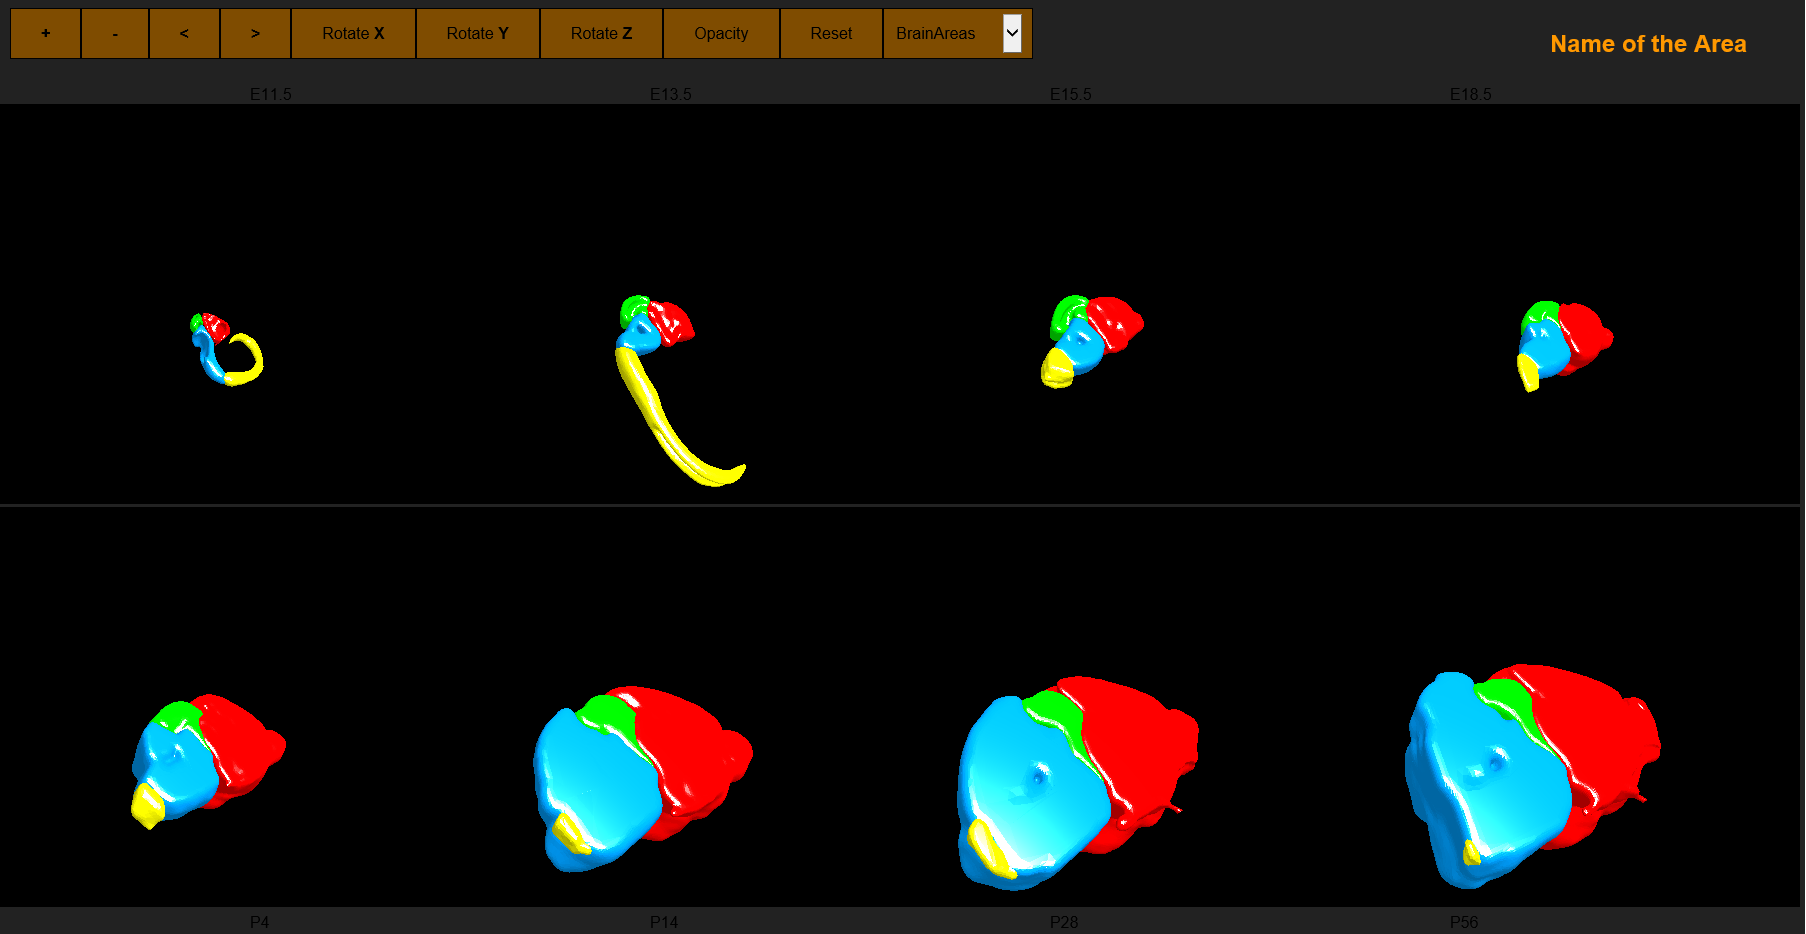 + - < > Rotate X Rotate Y Rotate Z Opacity Reset BrainAreas
Name of the Area
E11.5 E13.5 E15.5 E18.5
P4 P14 P28 P56